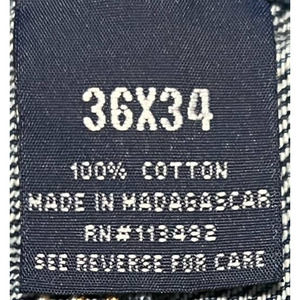 36X34
100% COTTON
MADE IN MADAGASCAR
RN#113492
SEE REVERSE FOR CARE